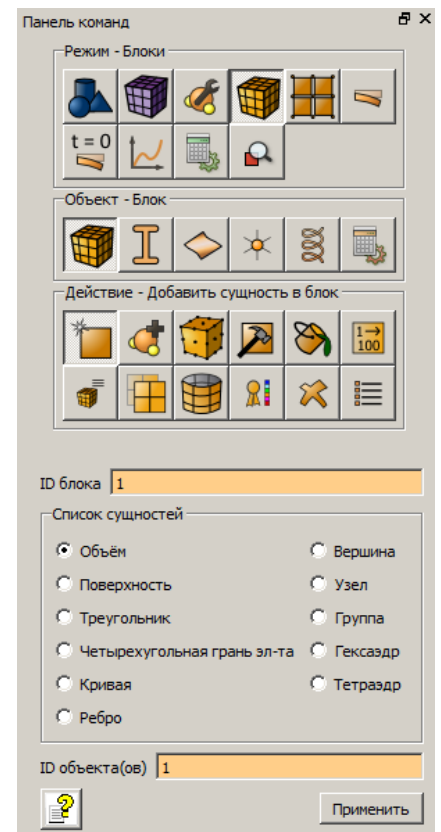 Панель команд
Режим - Блоки
t = 0
Объект - Блок
Действие - Добавить сущность в блок
1→
100
ID блока 1
Список сущностей
Объём Вершина
Поверхность Узел
Треугольник Группа
Четырехугольная грань эл-та Гексаэдр
Кривая Тетраэдр
Ребро
ID объекта(ов) 1
Применить